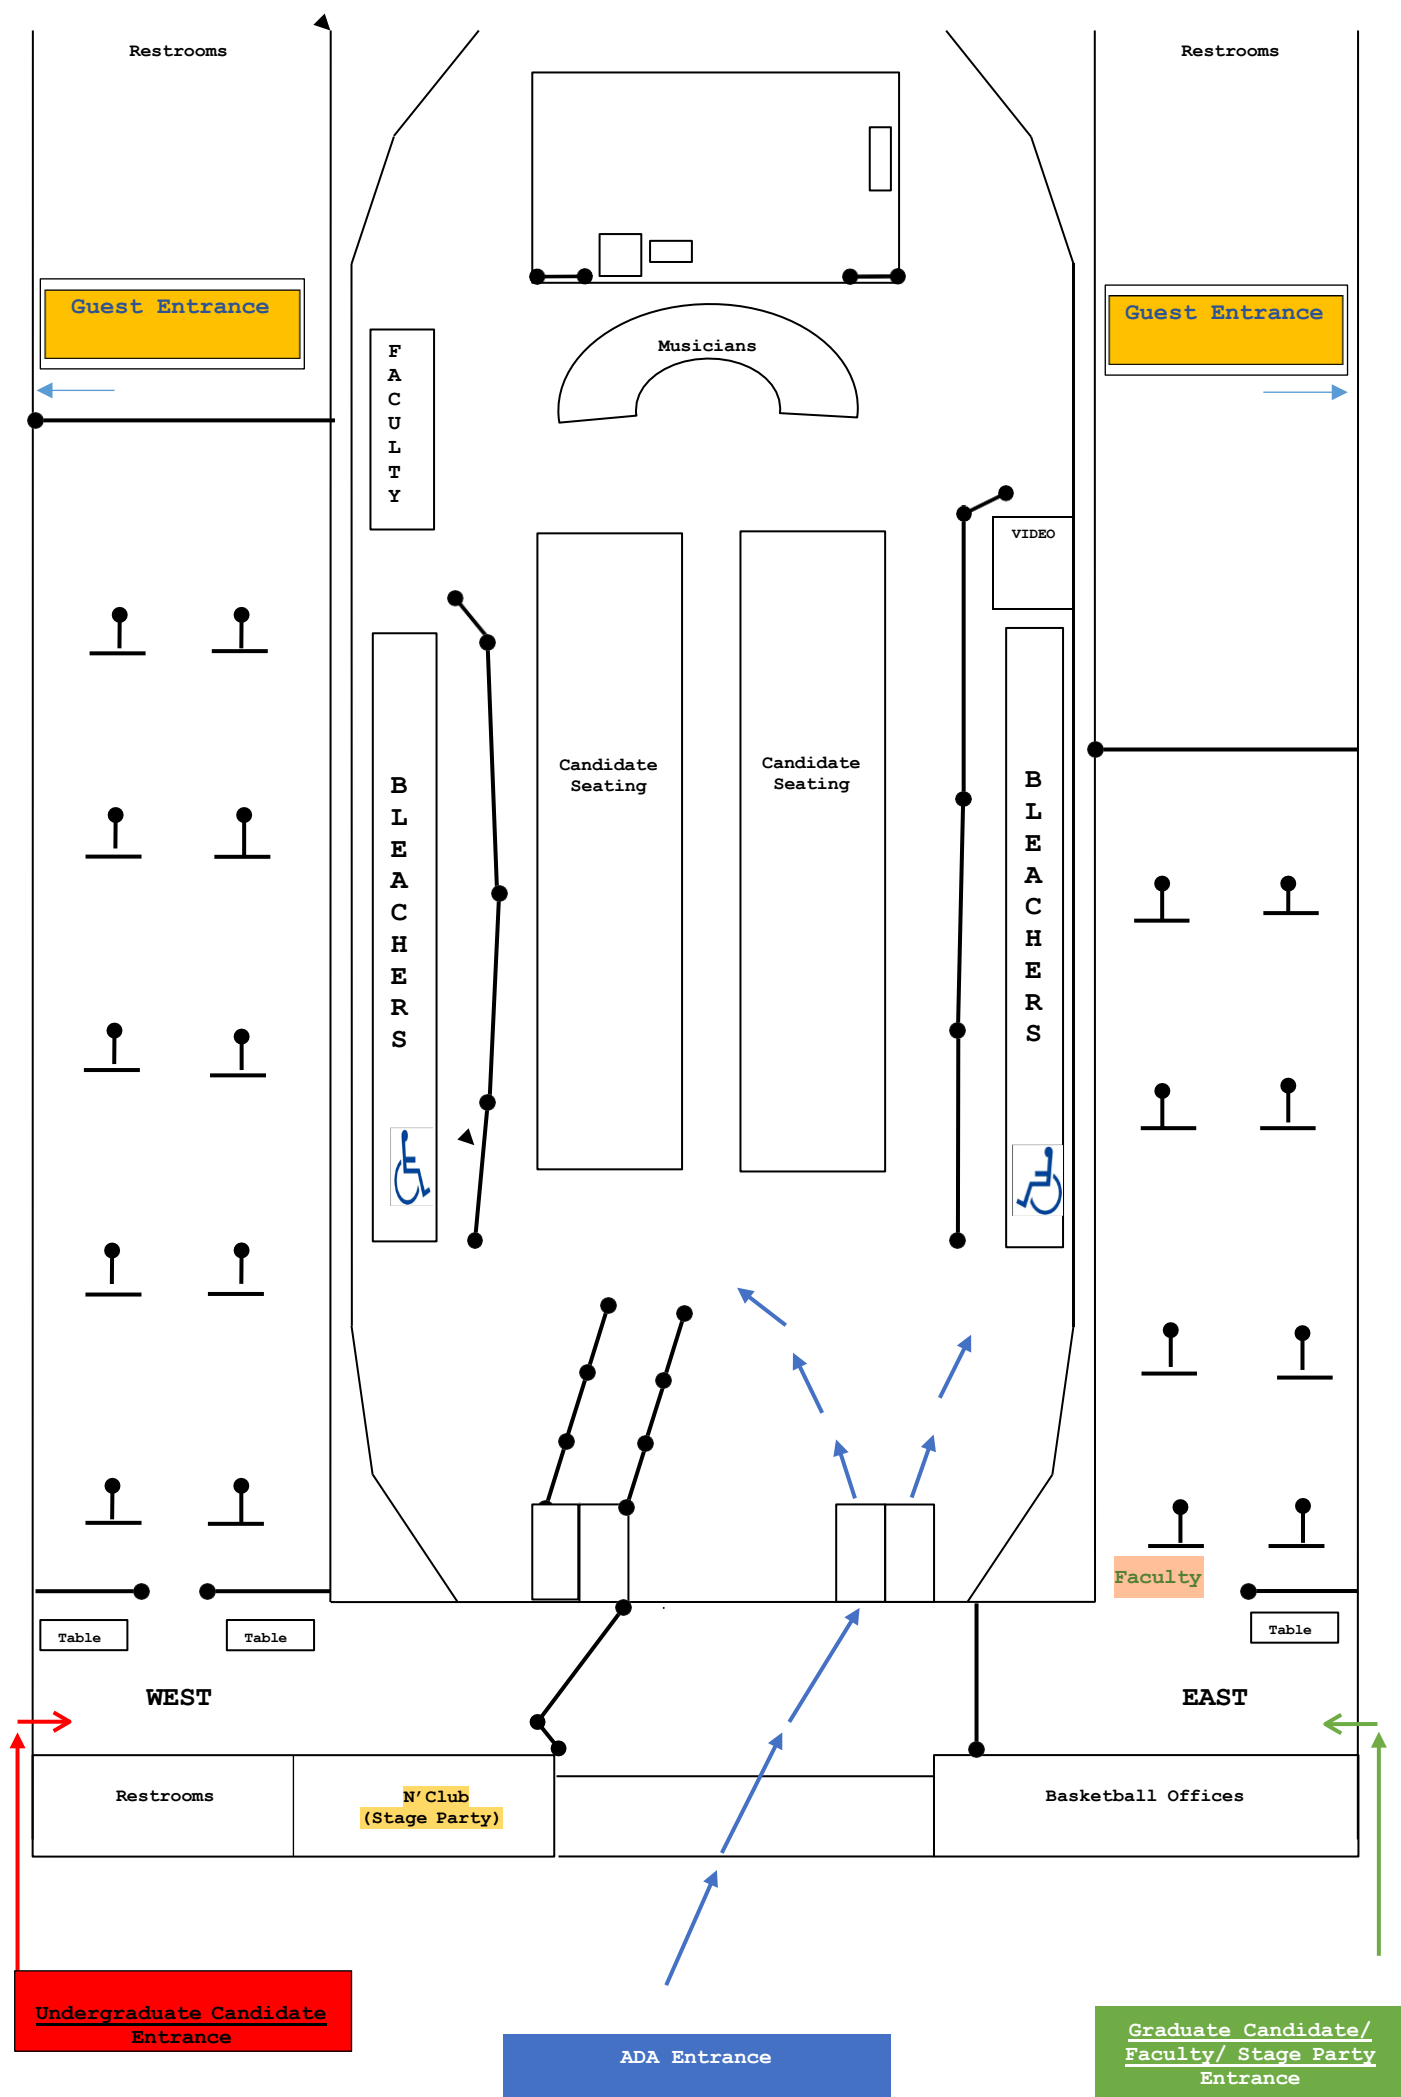 Restrooms
Restrooms
Guest Entrance
Guest Entrance
Musicians
F
A
C
U
L
T
Y
VIDEO
Candidate
Seating
Candidate
Seating
B
L
E
A
C
H
E
R
S
B
L
E
A
C
H
E
R
S
Faculty
Table
Table
Table
WEST
EAST
Restrooms
N'Club
(Stage Party)
Basketball Offices
Undergraduate Candidate
Entrance
ADA Entrance
Graduate Candidate/
Faculty/ Stage Party
Entrance